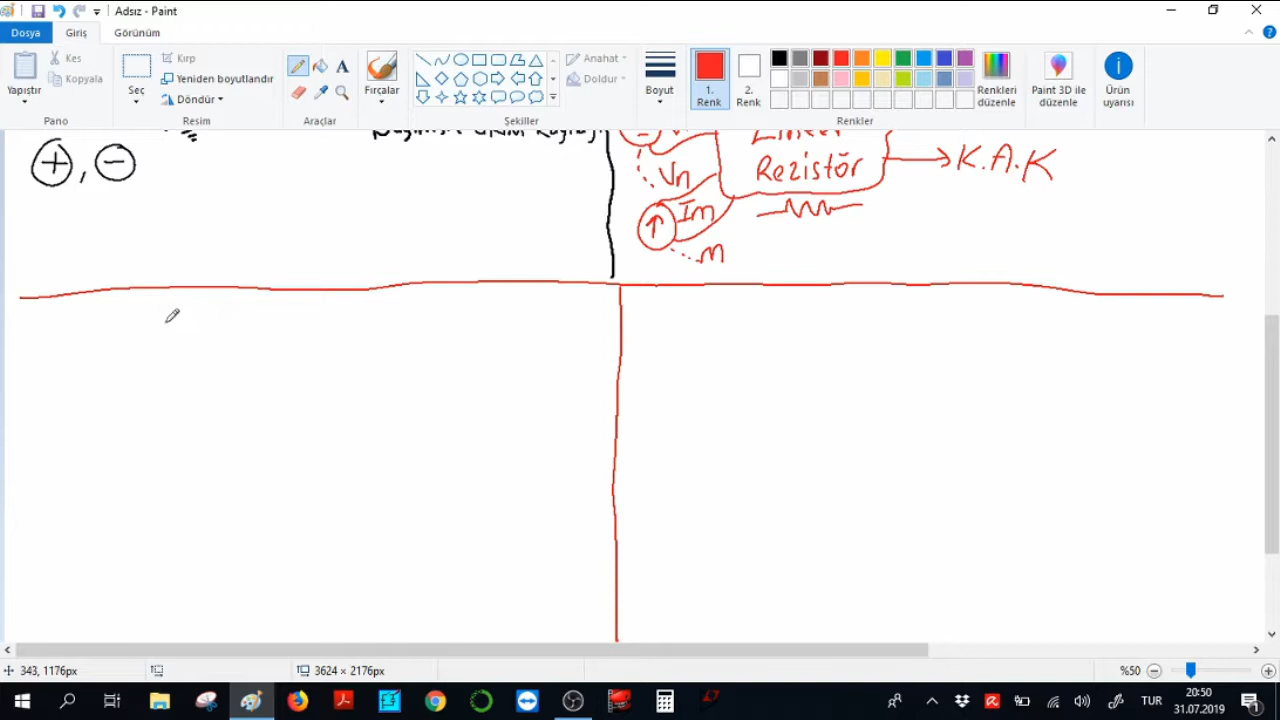 Adsız - Paint
Dosya
Giriş
Görünüm
Yapıştır
Kes
Kopyala
Pano
Seç
Kırp
Yeniden boyutlandır
Döndür
Resim
A
Araçlar
Fırçalar
Anahat
Doldur
Şekiller
Boyut
1.
Renk
2.
Renk
Renkleri
düzenle
Renkler
Paint 3D ile
düzenle
Ürün
uyarısı
+ , -
Rezistör
K.A.K
Vn
Im
...m
343, 1176px
3624 × 2176px
%50
TUR
20:50
31.07.2019
1